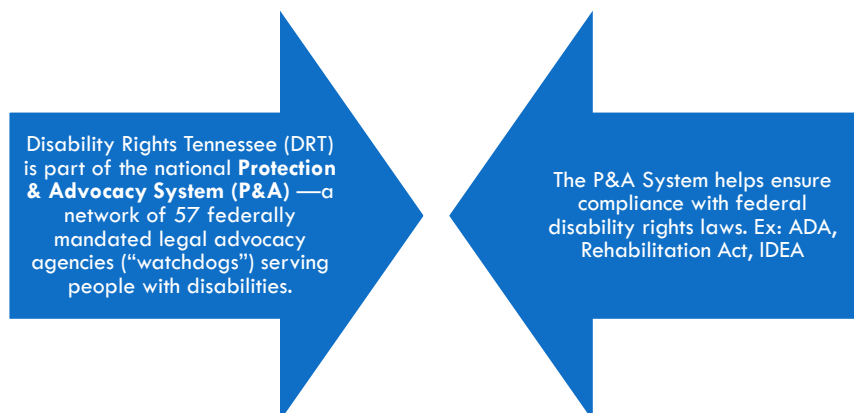 Disability Rights Tennessee (DRT)
is part of the national Protection
& Advocacy System (P&A) —a
network of 57 federally
mandated legal advocacy
agencies (“watchdogs”) serving
people with disabilities.
The P&A System helps ensure
compliance with federal
disability rights laws. Ex: ADA,
Rehabilitation Act, IDEA